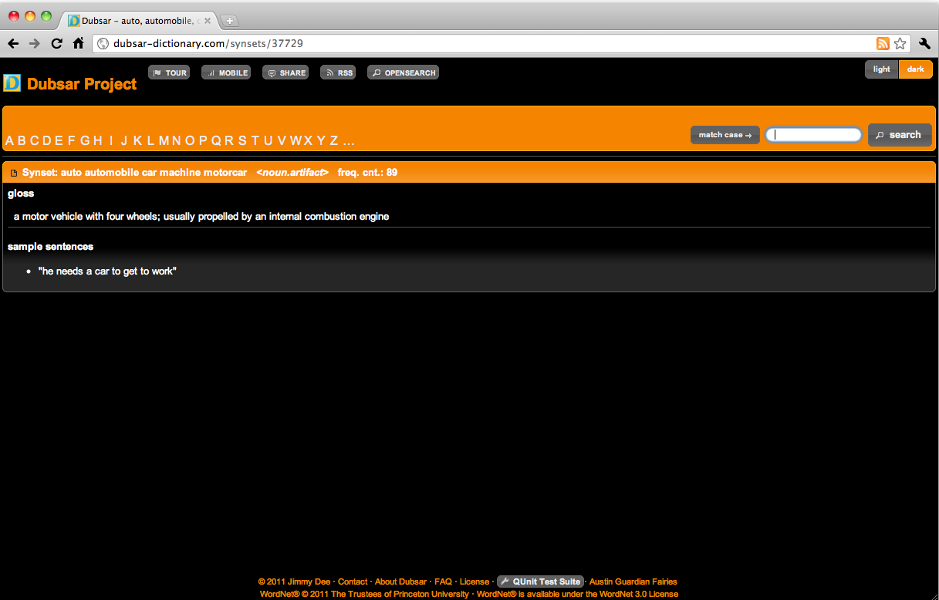 Dubsar – auto, automobile,
dubsar-dictionary.com/synsets/37729
Dubsar Project
TOUR MOBILE SHARE RSS OPENSEARCH
light dark
A B C D E F G H I J K L M N O P Q R S T U V W X Y Z ...
match case → search
Synset: auto automobile car machine motorcar <noun.artifact> freq. cnt.: 89
gloss
a motor vehicle with four wheels; usually propelled by an internal combustion engine
sample sentences
• "he needs a car to get to work"
© 2011 Jimmy Dee · Contact · About Dubsar · FAQ · License · QUnit Test Suite · Austin Guardian Fairies
WordNet® © 2011 The Trustees of Princeton University · WordNet® is available under the WordNet 3.0 License